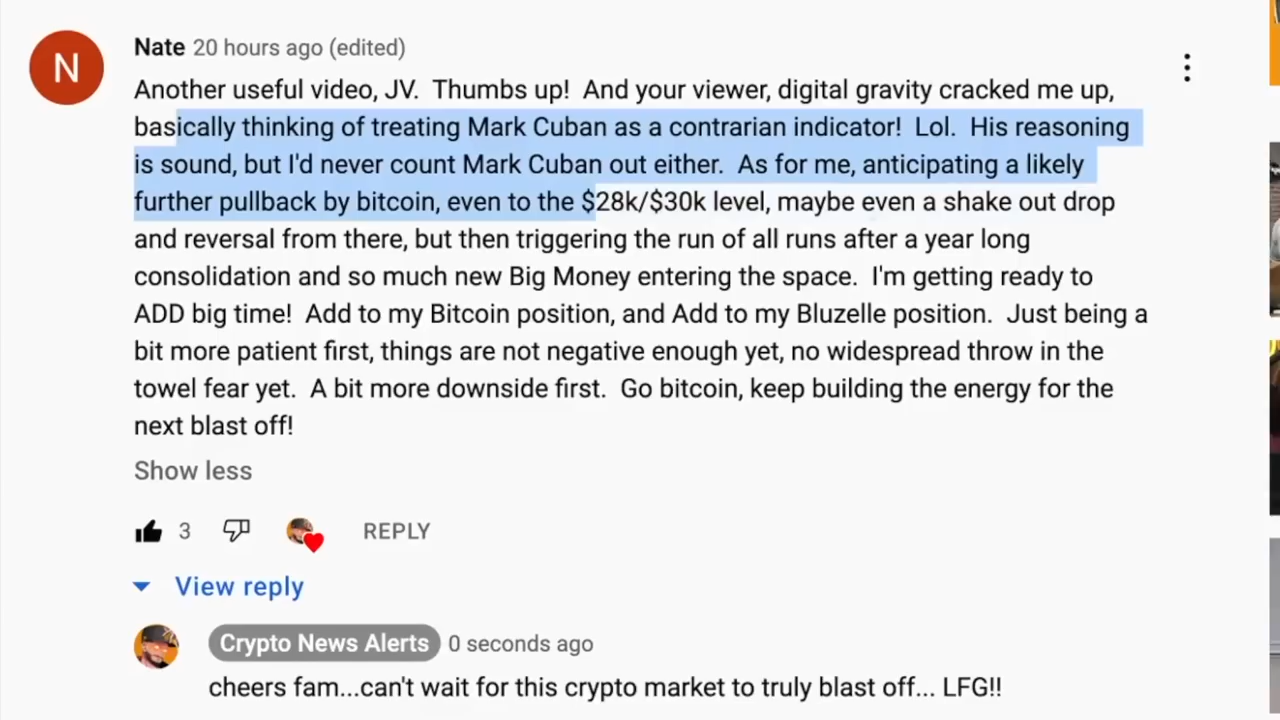 N
Nate 20 hours ago (edited)
Another useful video, JV.  Thumbs up!  And your viewer, digital gravity cracked me up,
basically thinking of treating Mark Cuban as a contrarian indicator!  Lol.  His reasoning
is sound, but I'd never count Mark Cuban out either.  As for me, anticipating a likely
further pullback by bitcoin, even to the $28k/$30k level, maybe even a shake out drop
and reversal from there, but then triggering the run of all runs after a year long
consolidation and so much new Big Money entering the space.  I'm getting ready to
ADD big time!  Add to my Bitcoin position, and Add to my Bluzelle position.  Just being a
bit more patient first, things are not negative enough yet, no widespread throw in the
towel fear yet.  A bit more downside first.  Go bitcoin, keep building the energy for the
next blast off!
Show less
3 REPLY
View reply
Crypto News Alerts 0 seconds ago
cheers fam...can't wait for this crypto market to truly blast off... LFG!!